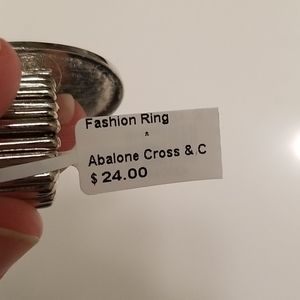 Fashion Ring
*
Abalone Cross & C
$ 24.00